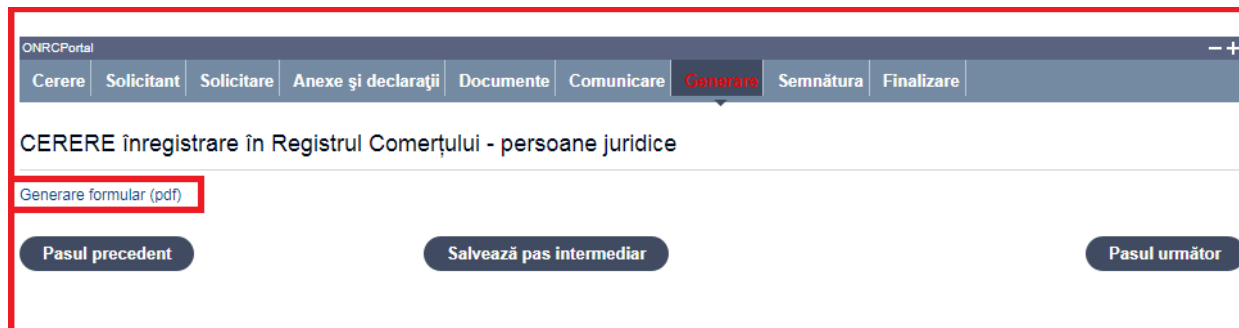 ONRCPortal
Cerere Solicitant Solicitare Anexe şi declaraţii Documente Comunicare Generare Semnătura Finalizare
CERERE înregistrare în Registrul Comerțului - persoane juridice
Generare formular (pdf)
Pasul precedent Salvează pas intermediar Pasul următor